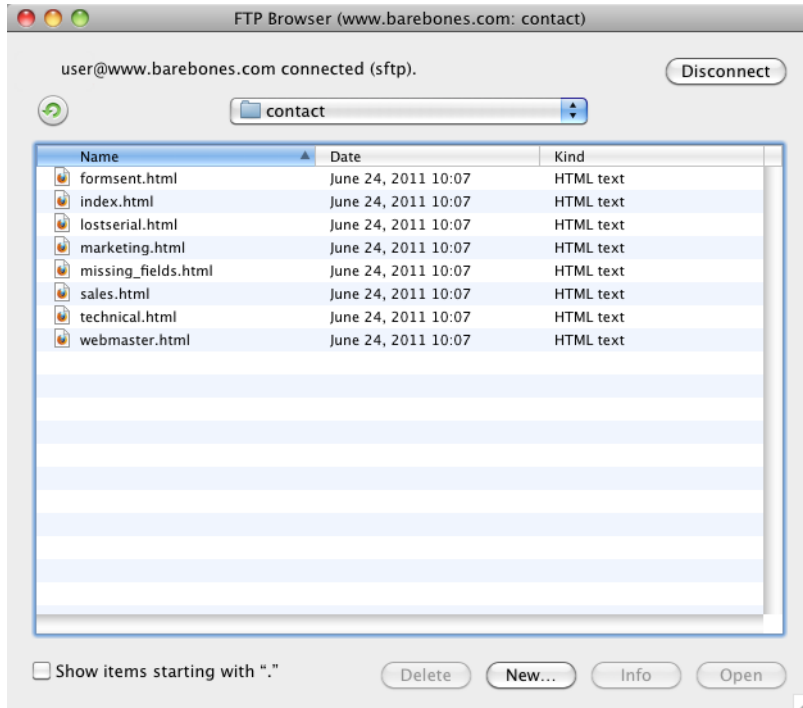 FTP Browser (www.barebones.com: contact)
user@www.barebones.com connected (sftp).
Disconnect
contact
Name Date Kind
formsent.html June 24, 2011 10:07 HTML text
index.html June 24, 2011 10:07 HTML text
lostserial.html June 24, 2011 10:07 HTML text
marketing.html June 24, 2011 10:07 HTML text
missing_fields.html June 24, 2011 10:07 HTML text
sales.html June 24, 2011 10:07 HTML text
technical.html June 24, 2011 10:07 HTML text
webmaster.html June 24, 2011 10:07 HTML text
Show items starting with “.” Delete New... Info Open